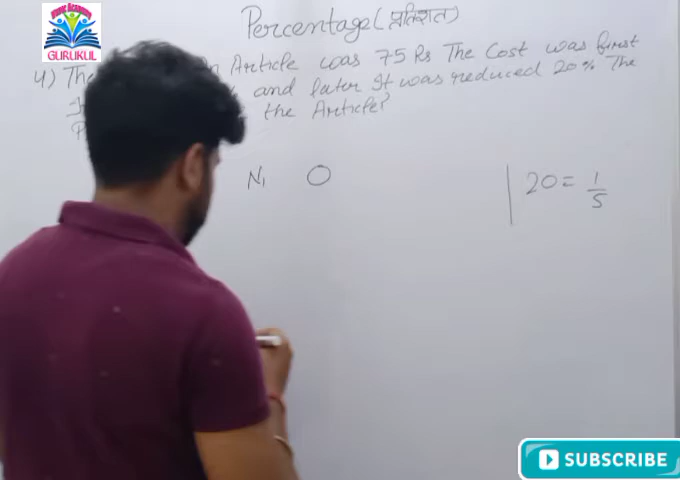 Percentage (प्रतिशत)
GURUKUL
4) The Article was 75 Rs The Cost was first
and later It was reduced 20% The
the Article?
N O
20 = 1/5
SUBSCRIBE